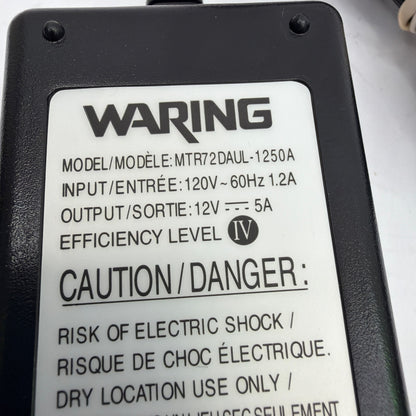 WARING
MODEL/MODÈLE: MTR72DAUL-1250A
INPUT/ENTRÉE: 120V~60Hz 1.2A
OUTPUT/SORTIE: 12V ⎓ 5A
EFFICIENCY LEVEL IV
CAUTION/DANGER:
RISK OF ELECTRIC SHOCK /
RISQUE DE CHOC ÉLECTRIQUE.
DRY LOCATION USE ONLY /
SEULEMENT